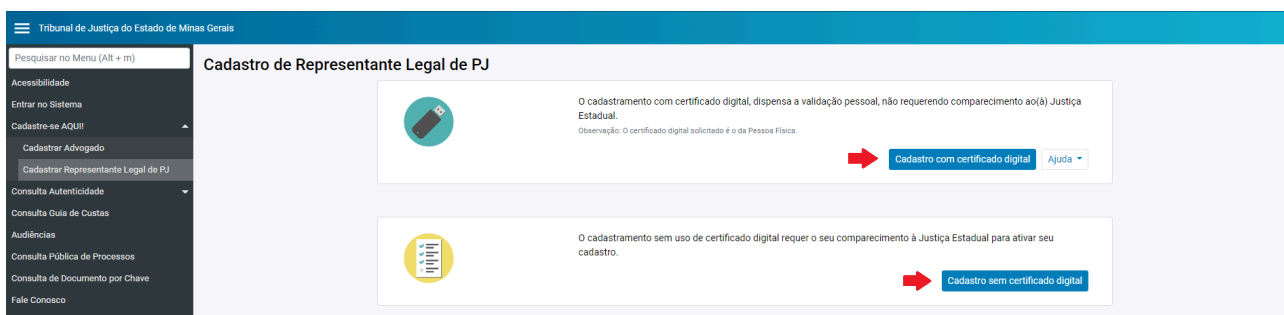 Tribunal de Justiça do Estado de Minas Gerais
Pesquisar no Menu (Alt + m)
Acessibilidade
Entrar no Sistema
Cadastre-se AQUI!
Cadastrar Advogado
Cadastrar Representante Legal de PJ
Consulta Autenticidade
Consulta Guia de Custas
Audiências
Consulta Pública de Processos
Consulta de Documento por Chave
Fale Conosco
Cadastro de Representante Legal de PJ
O cadastramento com certificado digital, dispensa a validação pessoal, não requerendo comparecimento ao(à) Justiça
Estadual.
Observação: O certificado digital solicitado é o da Pessoa Física.
Cadastro com certificado digital
Ajuda
O cadastramento sem uso de certificado digital requer o seu comparecimento à Justiça Estadual para ativar seu
cadastro.
Cadastro sem certificado digital